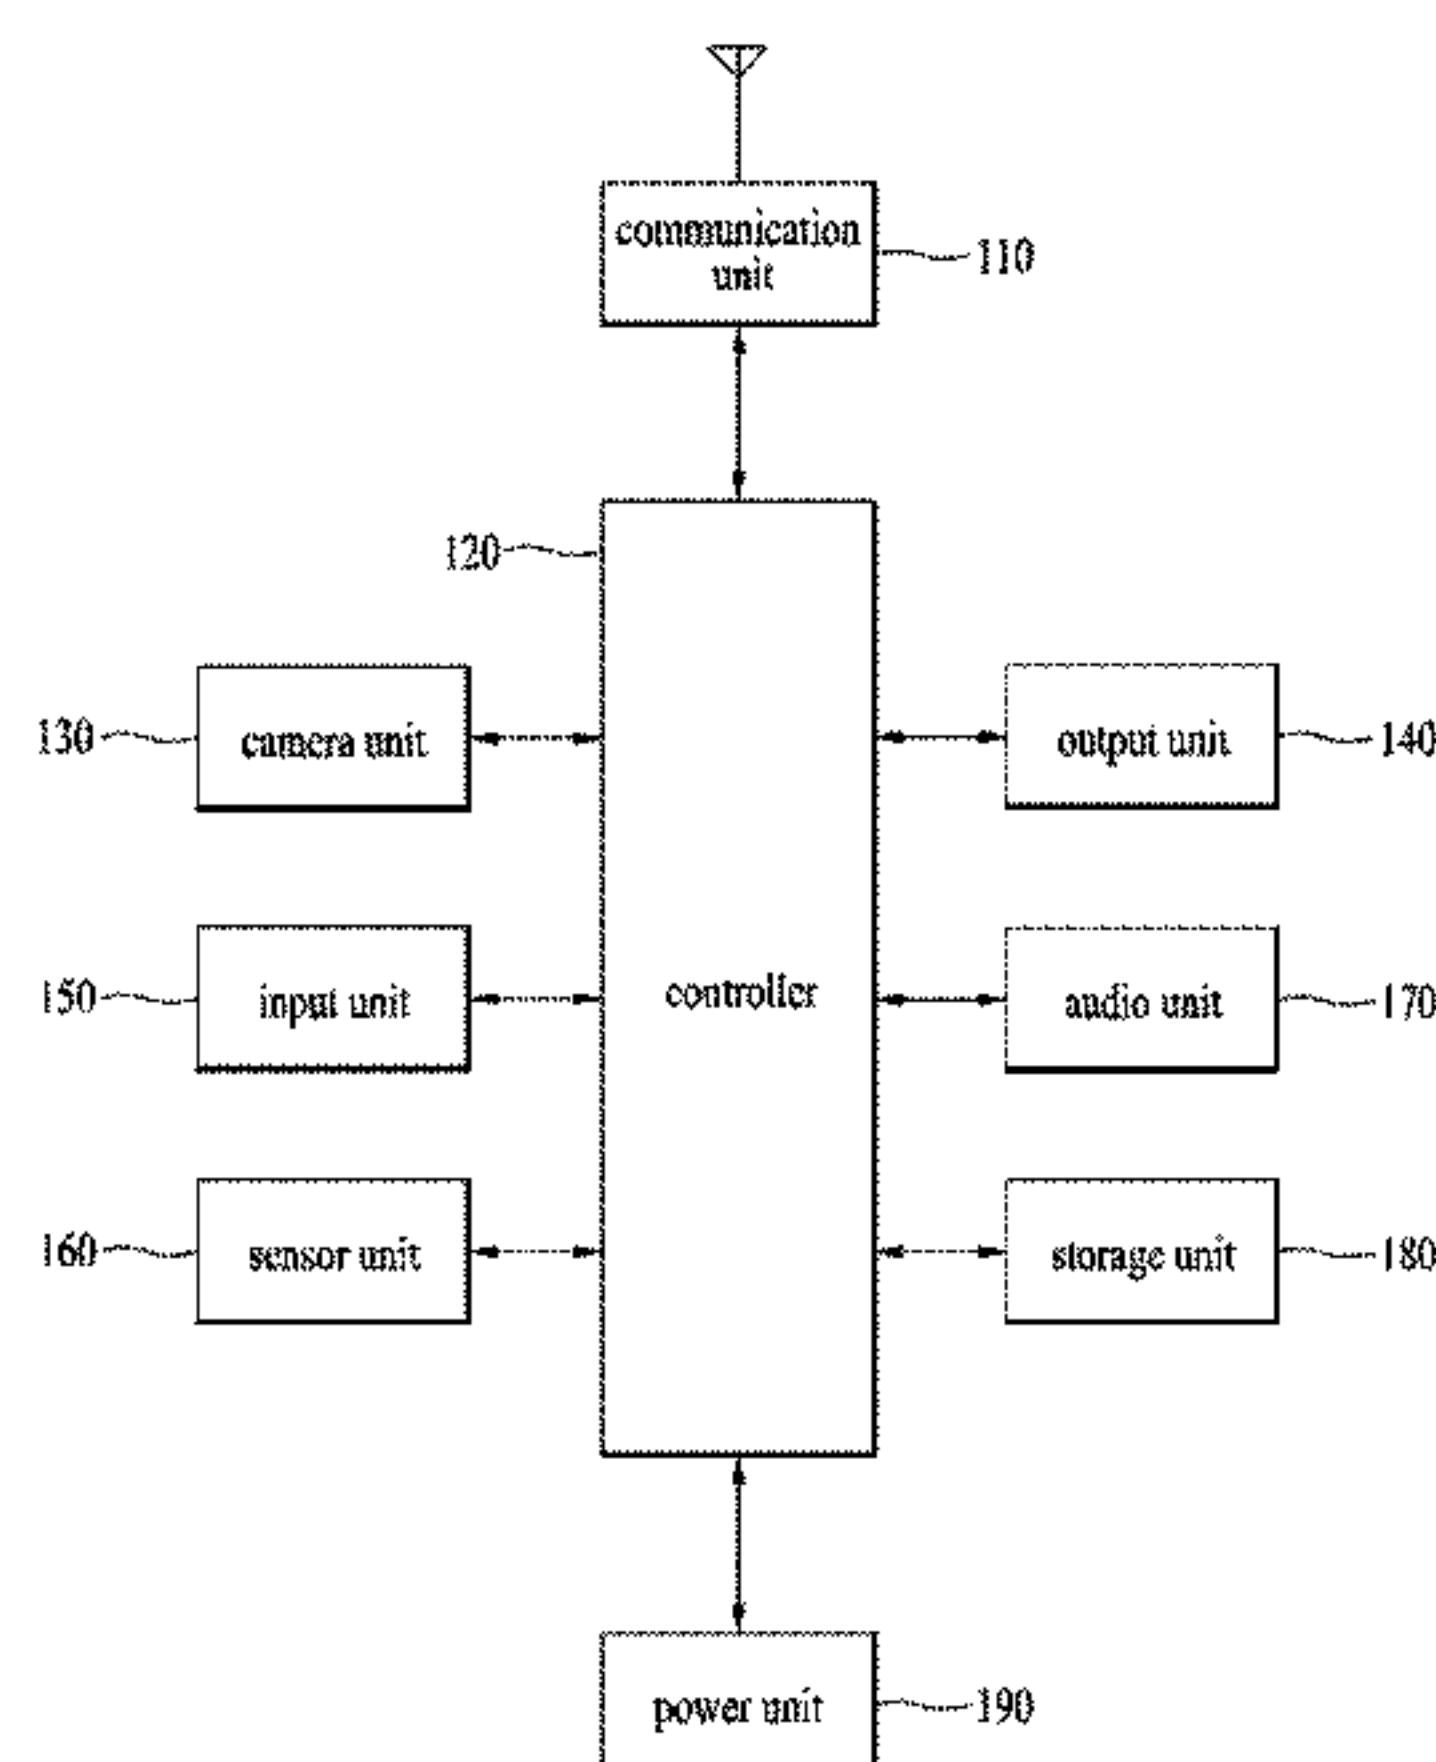 communication
unit
110
120
130
camera unit
output unit
140
150
input unit
controller
audio unit
170
160
sensor unit
storage unit
180
power unit
190